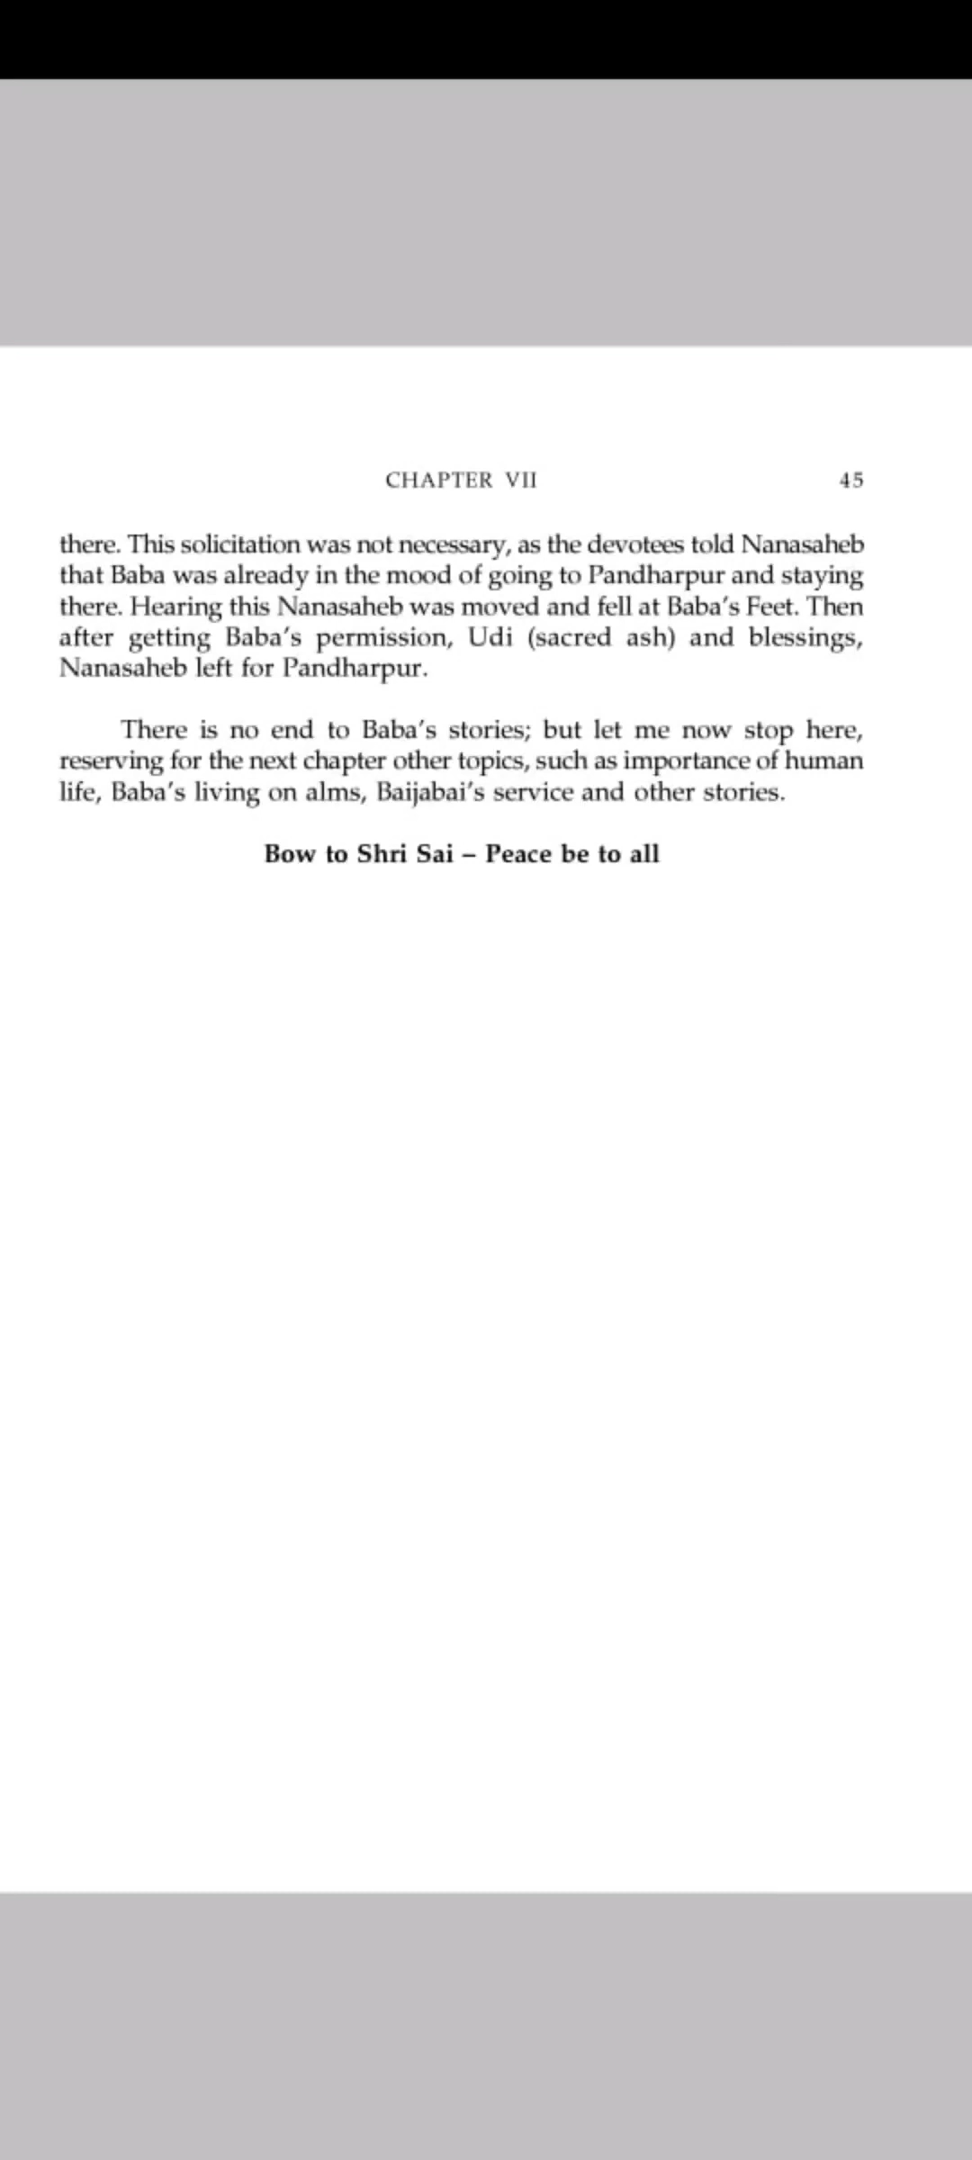 CHAPTER VII 45
there. This solicitation was not necessary, as the devotees told Nanasaheb
that Baba was already in the mood of going to Pandharpur and staying
there. Hearing this Nanasaheb was moved and fell at Baba's Feet. Then
after getting Baba's permission, Udi (sacred ash) and blessings,
Nanasaheb left for Pandharpur.
There is no end to Baba's stories; but let me now stop here,
reserving for the next chapter other topics, such as importance of human
life, Baba's living on alms, Baijabai's service and other stories.
Bow to Shri Sai – Peace be to all